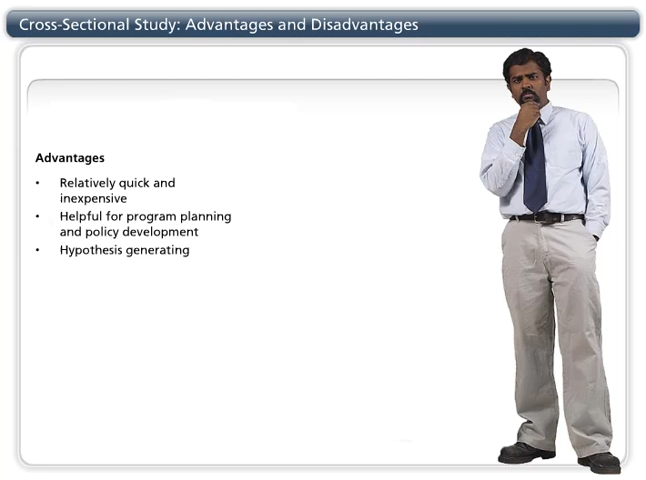 Cross-Sectional Study: Advantages and Disadvantages
Advantages
• Relatively quick and
inexpensive
• Helpful for program planning
and policy development
• Hypothesis generating